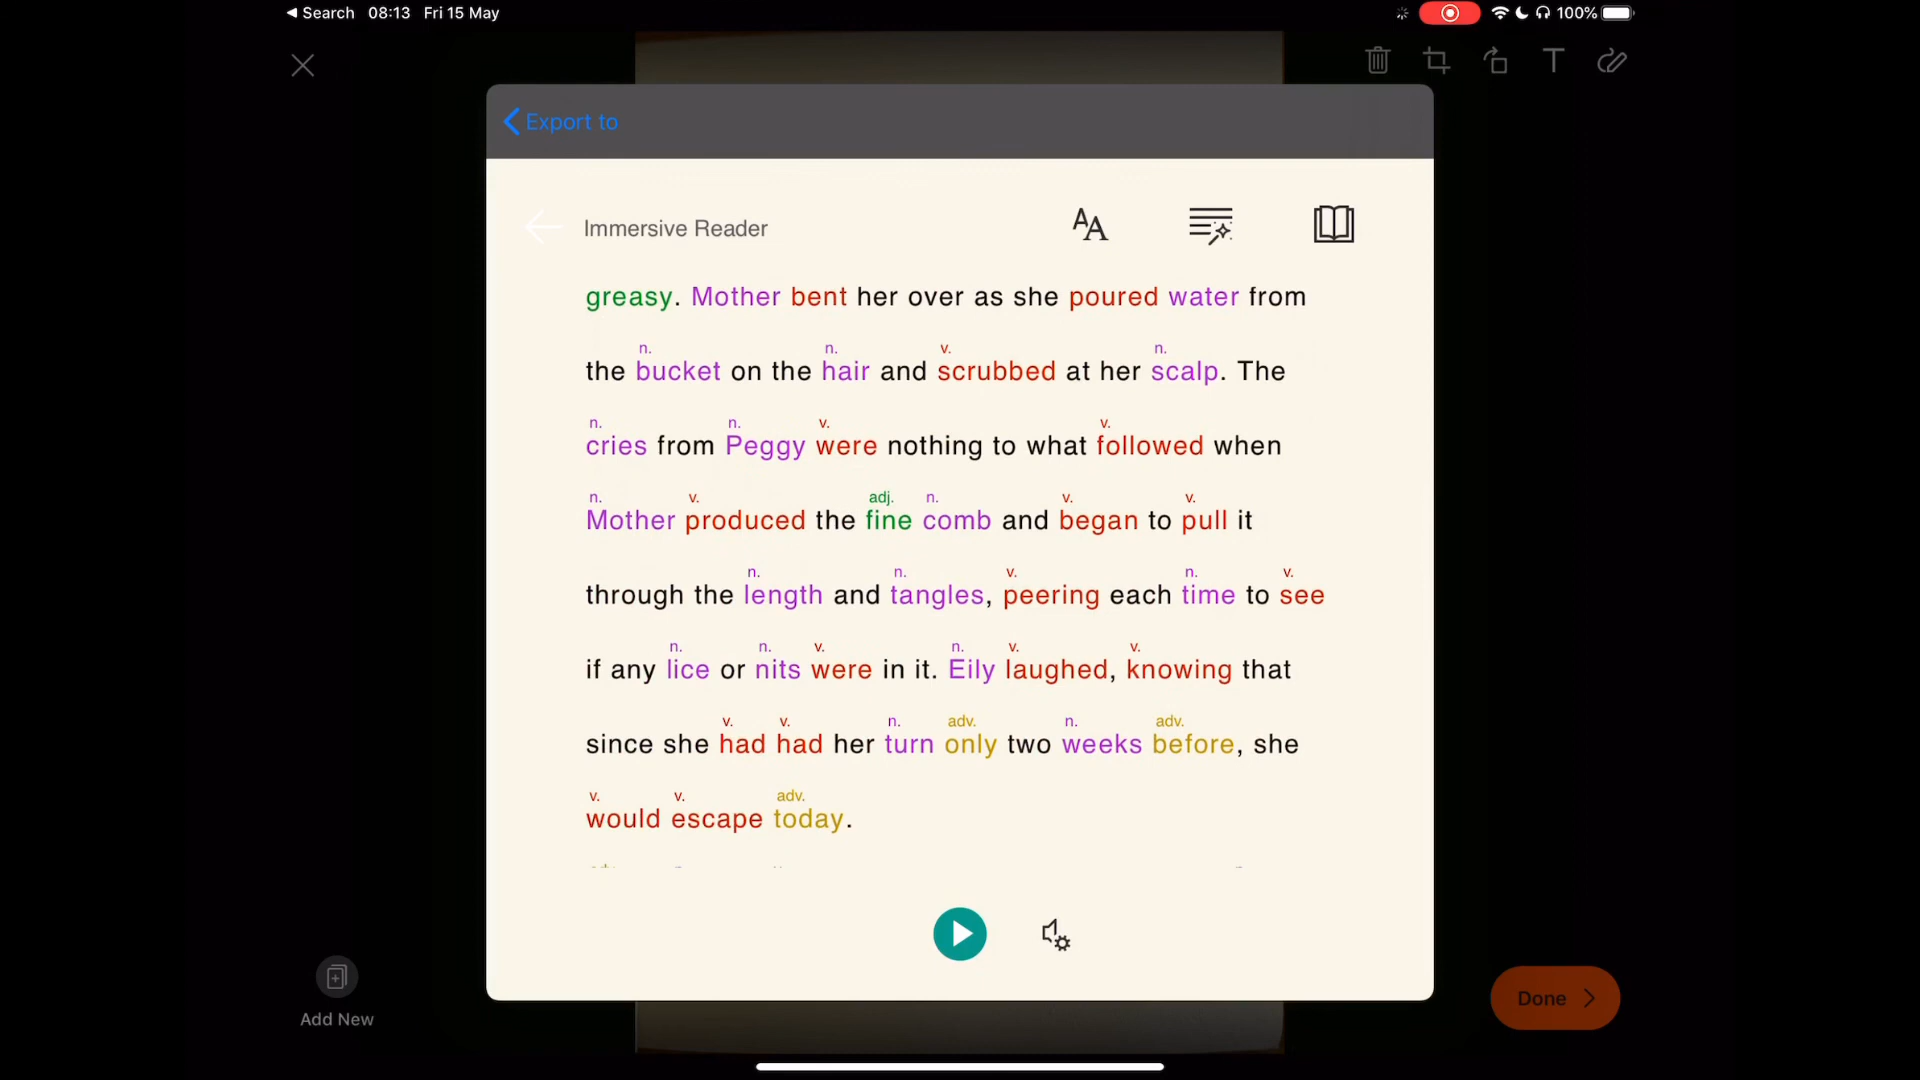 Search 08:13 Fri 15 May 100%
Export to
Immersive Reader
greasy. Mother bent her over as she poured water from
n. n. v. n.
the bucket on the hair and scrubbed at her scalp. The
n. n. v. v.
cries from Peggy were nothing to what followed when
n. v. adj. n. v. v.
Mother produced the fine comb and began to pull it
n. n. v. n. v.
through the length and tangles, peering each time to see
n. n. v. n. v. v.
if any lice or nits were in it. Eily laughed, knowing that
v. v. n. adv. n. adv.
since she had had her turn only two weeks before, she
v. v. adv.
would escape today.
Add New
Done